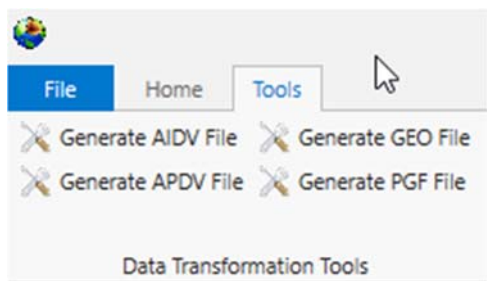 File Home Tools
Generate AIDV File Generate GEO File
Generate APDV File Generate PGF File
Data Transformation Tools